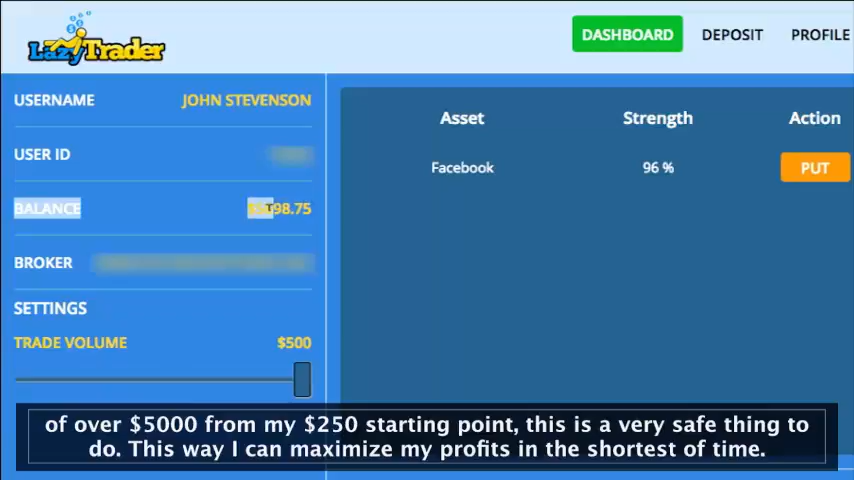 LazyTrader
DASHBOARD DEPOSIT PROFILE
USERNAME JOHN STEVENSON
USER ID
BALANCE 98.75
BROKER
SETTINGS
TRADE VOLUME $500
Asset Strength Action
Facebook 96 % PUT
of over $5000 from my $250 starting point, this is a very safe thing to
do. This way I can maximize my profits in the shortest of time.